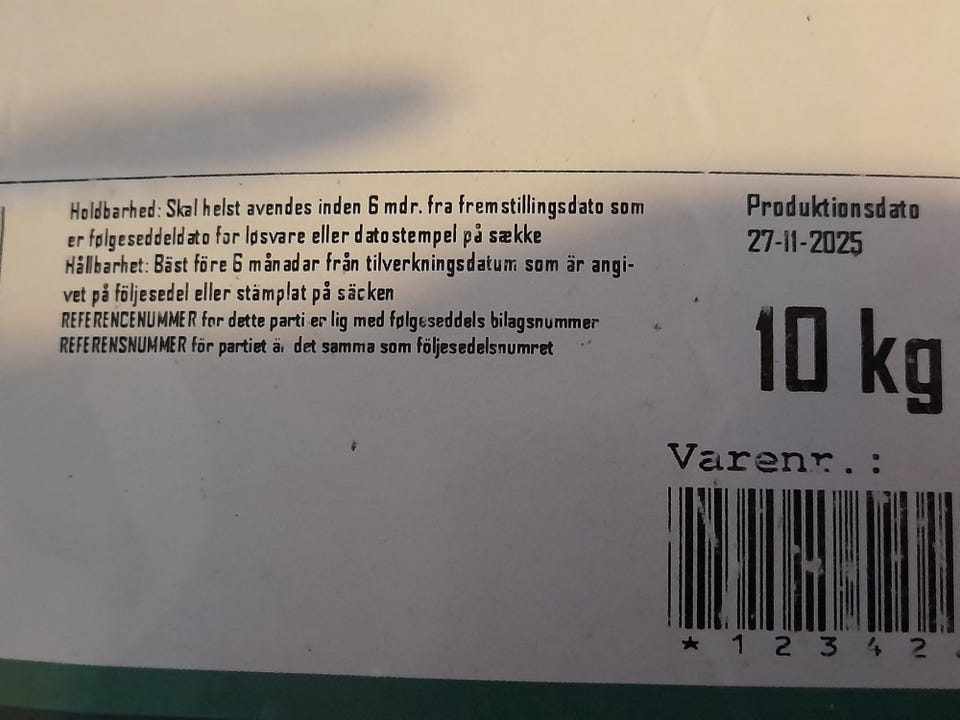 Holdbarhed: Skal helst avendes inden 6 mdr. fra fremstillingsdato som
er følgeseddeldato for løsvare eller datostempel på sække
Hållbarhet: Bäst före 6 månadar från tilverkningsdatum som är angi-
vet på följesedel eller stämplat på säcken
REFERENCENUMMER for dette parti er lig med følgeseddels bilagsnummer
REFERENSNUMMER för partiet är det samma som följesedelsnumret
Produktionsdato
27-11-2025
10 kg
Varenr.:
*12342